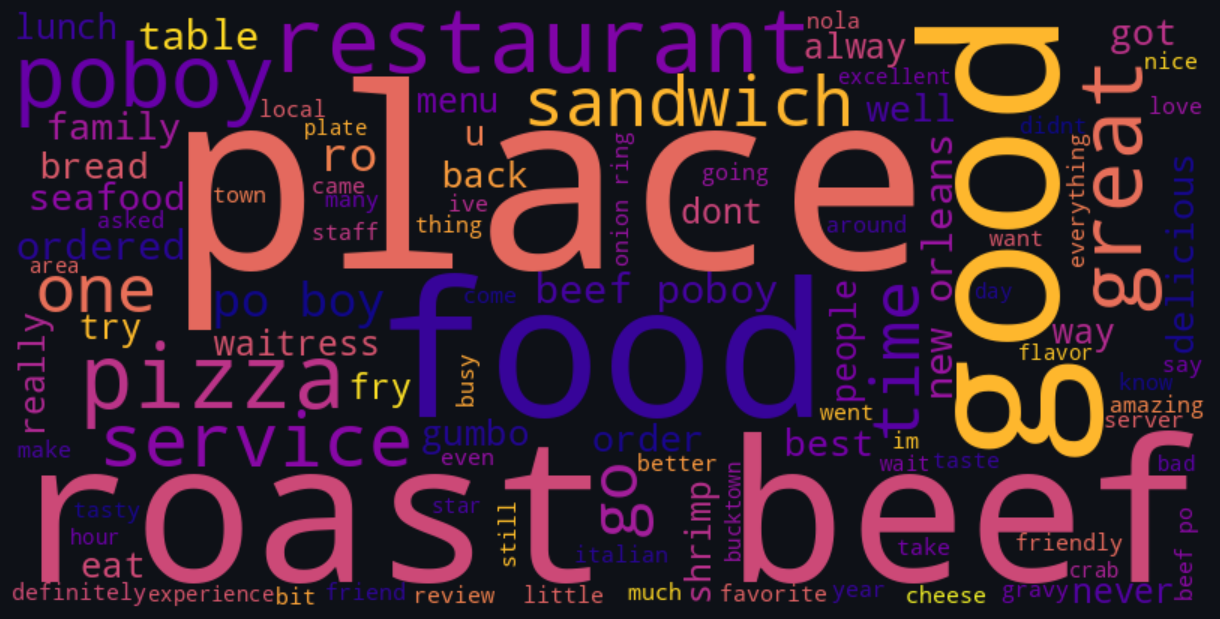 lunch
table
restaurant
nola
alway
got
nice
poboy
local
menu
sandwich
excellent
well
love
family
plate
u
didnt
great
good
bread
ro
place
back
onion ring
going
new orleans
everything
delicious
seafood
town
came
many
ive
dont
asked
staff
thing
around
want
ordered
area
one
po boy
food
come
beef poboy
people
time
day
way
try
waitress
flavor
say
really
pizza
fry
busy
went
know
amazing
server
service
gumbo
order
best
im
make
even
better
wait
taste
bad
roast beef
go
shrimp
bucktown
tasty
star
still
hour
italian
take
friendly
beef po
eat
crab
definitely
experience
bit
friend
review
little
much
favorite
year
cheese
gravy
never